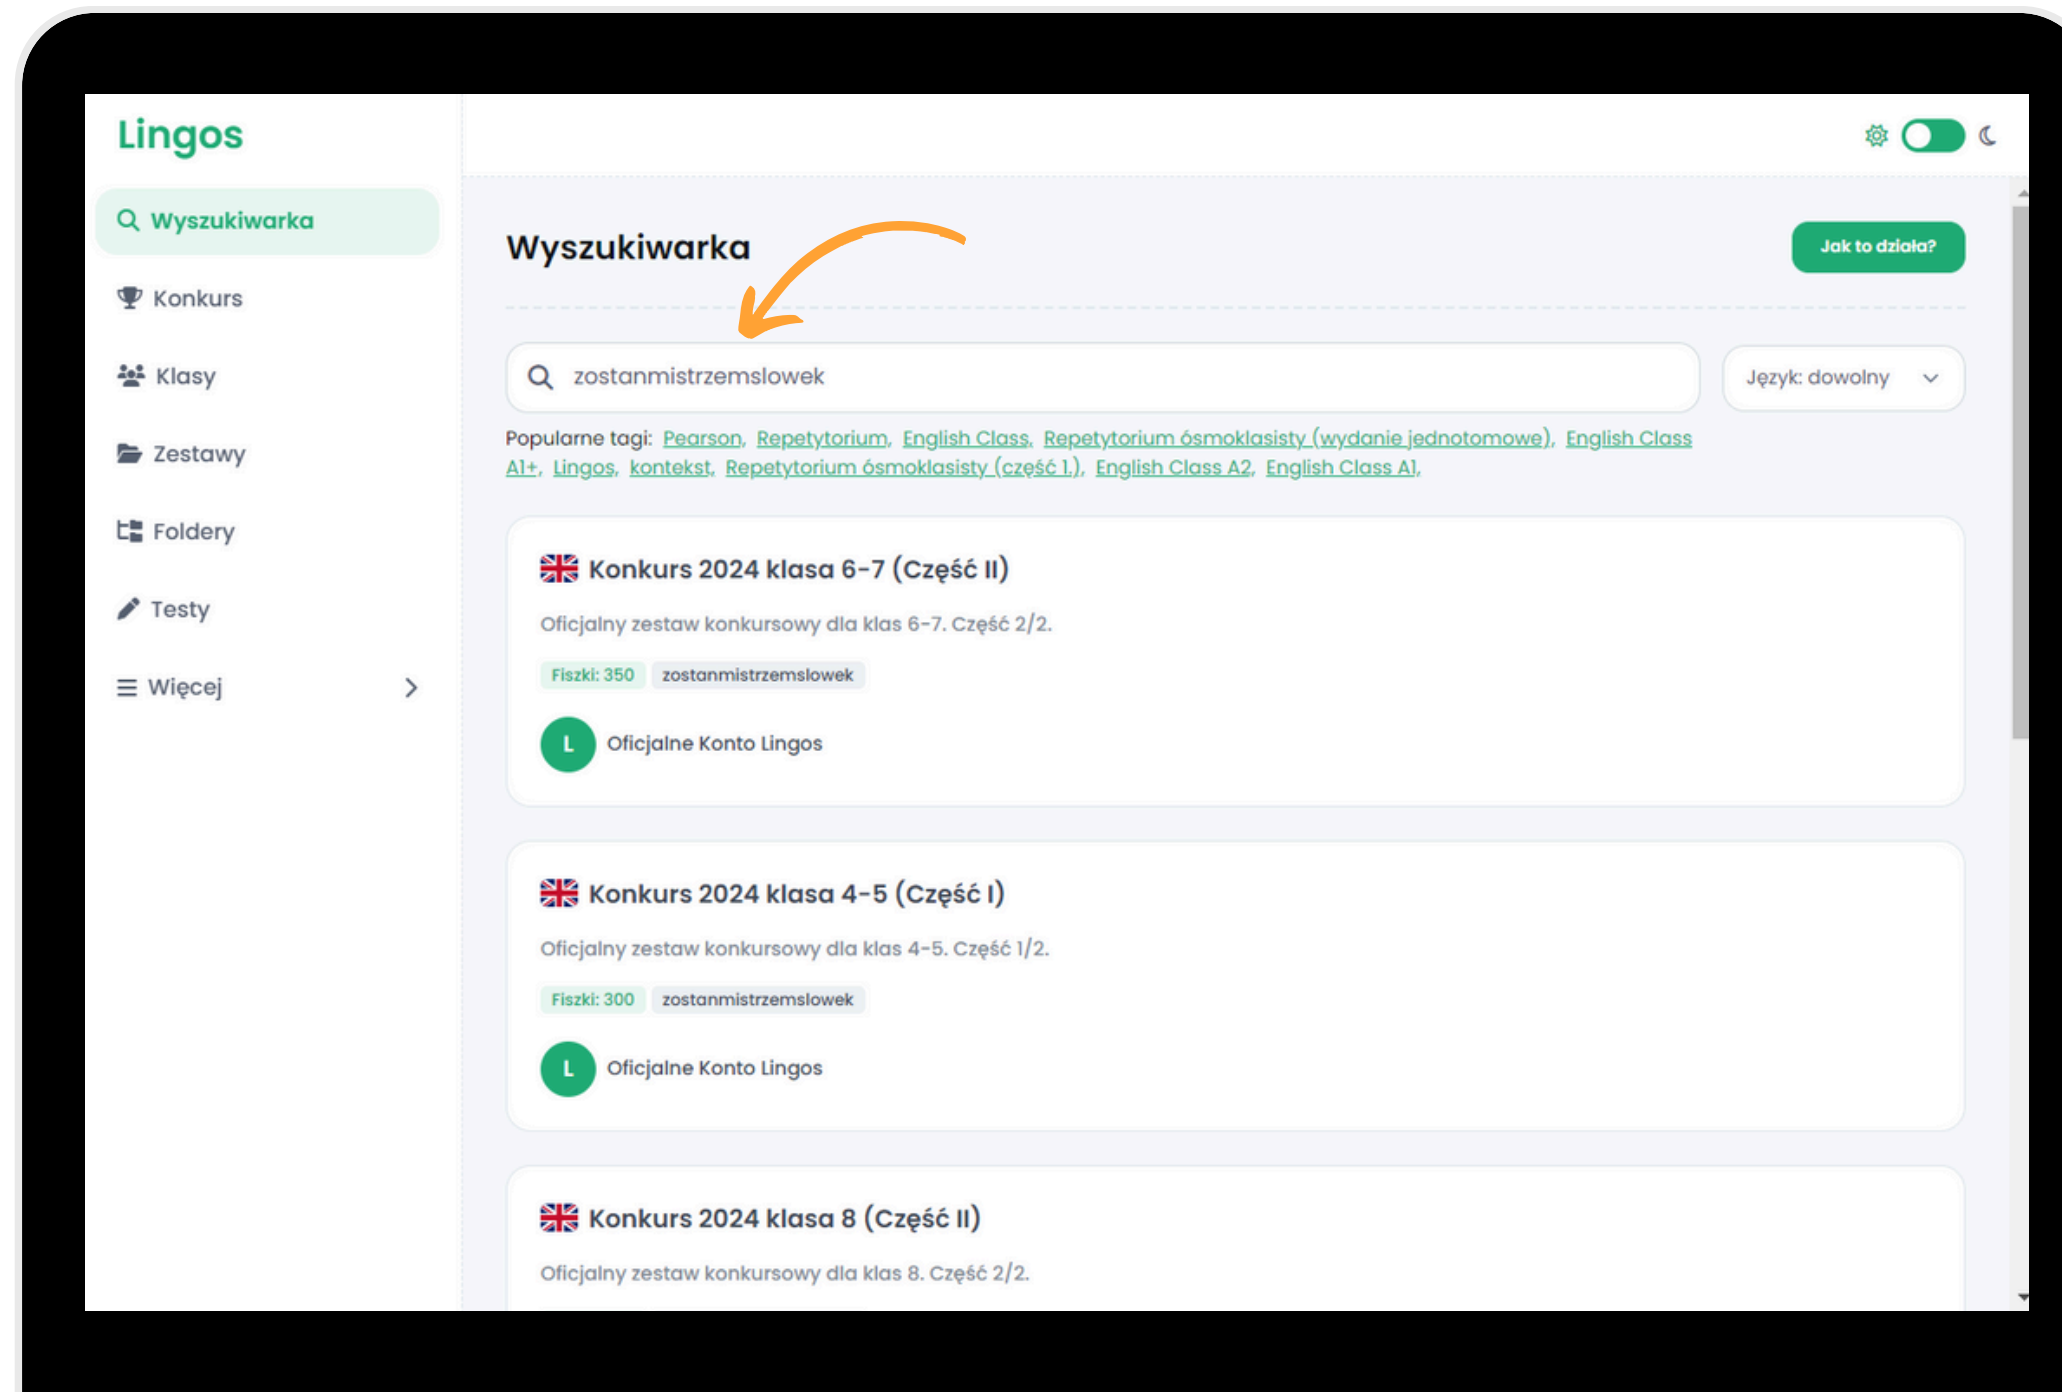 Lingos
Wyszukiwarka
Konkurs
Klasy
Zestawy
Foldery
Testy
Więcej
Wyszukiwarka
Jak to działa?
zostanmistrzemslowek
Język: dowolny
Popularne tagi: Pearson, Repetytorium, English Class, Repetytorium ósmoklasisty (wydanie jednotomowe), English Class
A1+, Lingos, kontekst, Repetytorium ósmoklasisty (część 1.), English Class A2, English Class A1,
Konkurs 2024 klasa 6-7 (Część II)
Oficjalny zestaw konkursowy dla klas 6-7. Część 2/2.
Fiszki: 350 zostanmistrzemslowek
L Oficjalne Konto Lingos
Konkurs 2024 klasa 4-5 (Część I)
Oficjalny zestaw konkursowy dla klas 4-5. Część 1/2.
Fiszki: 300 zostanmistrzemslowek
L Oficjalne Konto Lingos
Konkurs 2024 klasa 8 (Część II)
Oficjalny zestaw konkursowy dla klas 8. Część 2/2.